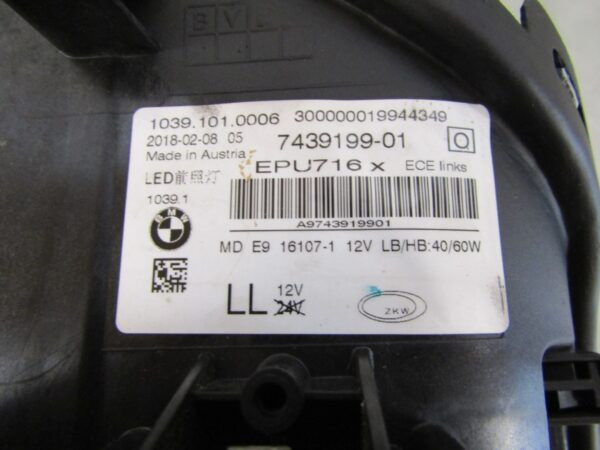 BV
1039.101.0006 300000019944349
2018-02-08 05 7439199-01
Made in Austria EPU716 x ECE links
LED前照灯
1039.1
BMW
A9743919901
MD E9 16107-1 12V LB/HB:40/60W
LL 12V
24V
ZKW